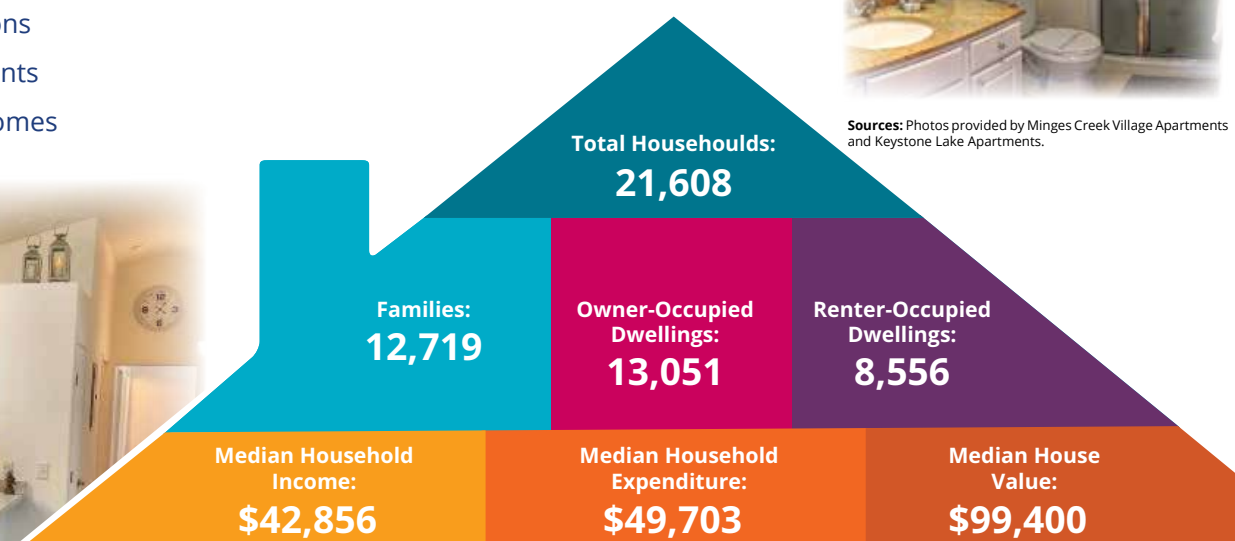 ons
nts
omes
Sources: Photos provided by Minges Creek Village Apartments
and Keystone Lake Apartments.
Total Househoulds:
21,608
Families:
12,719
Owner-Occupied
Dwellings:
13,051
Renter-Occupied
Dwellings:
8,556
Median Household
Income:
$42,856
Median Household
Expenditure:
$49,703
Median House
Value:
$99,400